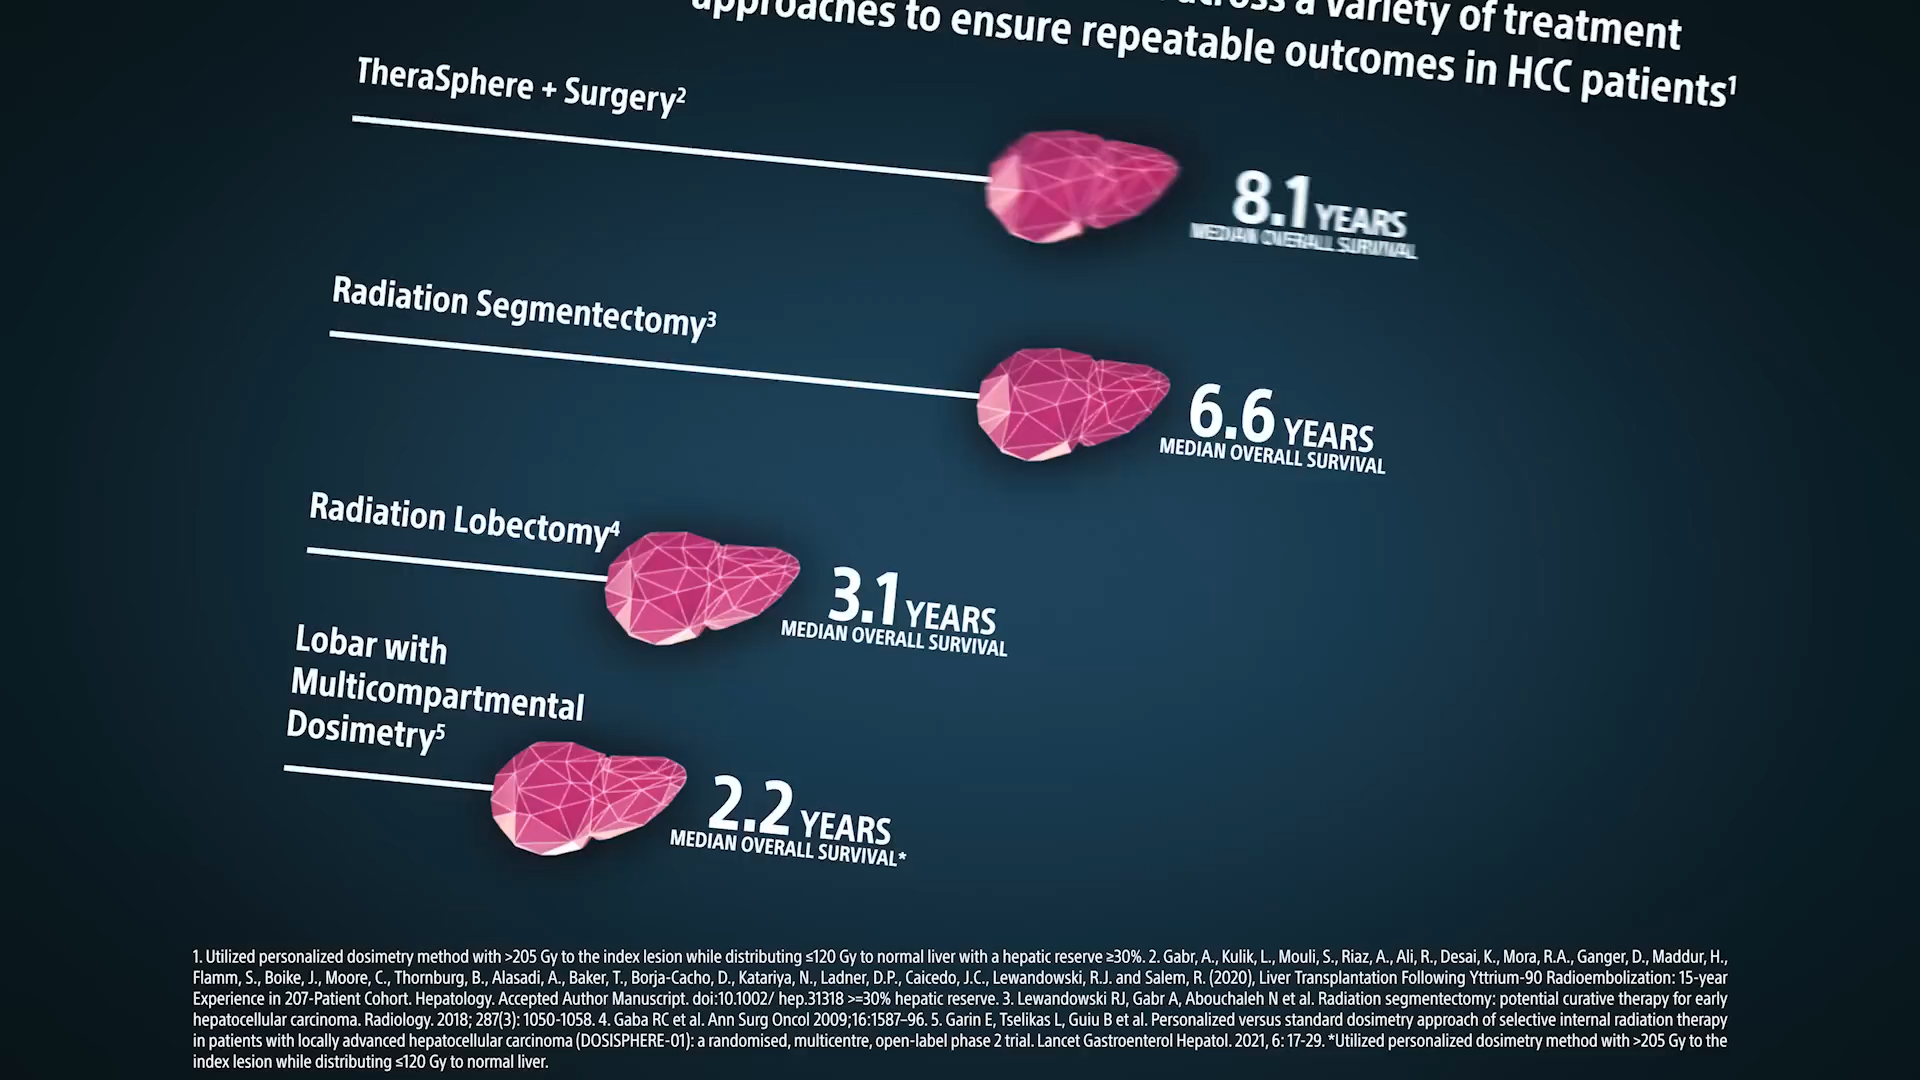 across a variety of treatment
approaches to ensure repeatable outcomes in HCC patients¹
TheraSphere + Surgery²
8.1 YEARS
MEDIAN OVERALL SURVIVAL
Radiation Segmentectomy³
6.6 YEARS
MEDIAN OVERALL SURVIVAL
Radiation Lobectomy⁴
3.1 YEARS
MEDIAN OVERALL SURVIVAL
Lobar with
Multicompartmental
Dosimetry⁵
2.2 YEARS
MEDIAN OVERALL SURVIVAL*
1. Utilized personalized dosimetry method with >205 Gy to the index lesion while distributing ≤120 Gy to normal liver with a hepatic reserve ≥30%. 2. Gabr, A., Kulik, L., Mouli, S., Riaz, A., Ali, R., Desai, K., Mora, R.A., Ganger, D., Maddur, H.,
Flamm, S., Boike, J., Moore, C., Thornburg, B., Alasadi, A., Baker, T., Borja-Cacho, D., Katariya, N., Ladner, D.P., Caicedo, J.C., Lewandowski, R.J. and Salem, R. (2020), Liver Transplantation Following Yttrium-90 Radioembolization: 15-year
Experience in 207-Patient Cohort. Hepatology. Accepted Author Manuscript. doi:10.1002/ hep.31318 >=30% hepatic reserve. 3. Lewandowski RJ, Gabr A, Abouchaleh N et al. Radiation segmentectomy: potential curative therapy for early
hepatocellular carcinoma. Radiology. 2018; 287(3): 1050-1058. 4. Gaba RC et al. Ann Surg Oncol 2009;16:1587–96. 5. Garin E, Tselikas L, Guiu B et al. Personalized versus standard dosimetry approach of selective internal radiation therapy
in patients with locally advanced hepatocellular carcinoma (DOSISPHERE-01): a randomised, multicentre, open-label phase 2 trial. Lancet Gastroenterol Hepatol. 2021, 6: 17-29. *Utilized personalized dosimetry method with >205 Gy to the
index lesion while distributing ≤120 Gy to normal liver.